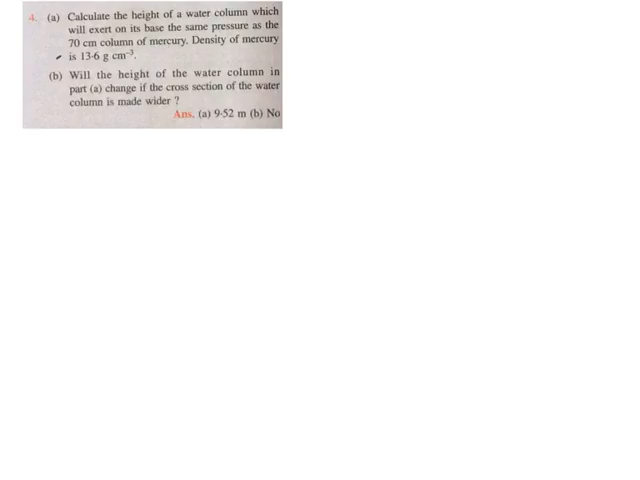 4. (a) Calculate the height of a water column which
will exert on its base the same pressure as the
70 cm column of mercury. Density of mercury
is 13·6 g cm⁻³.
(b) Will the height of the water column in
part (a) change if the cross section of the water
column is made wider ?
Ans. (a) 9·52 m (b) No